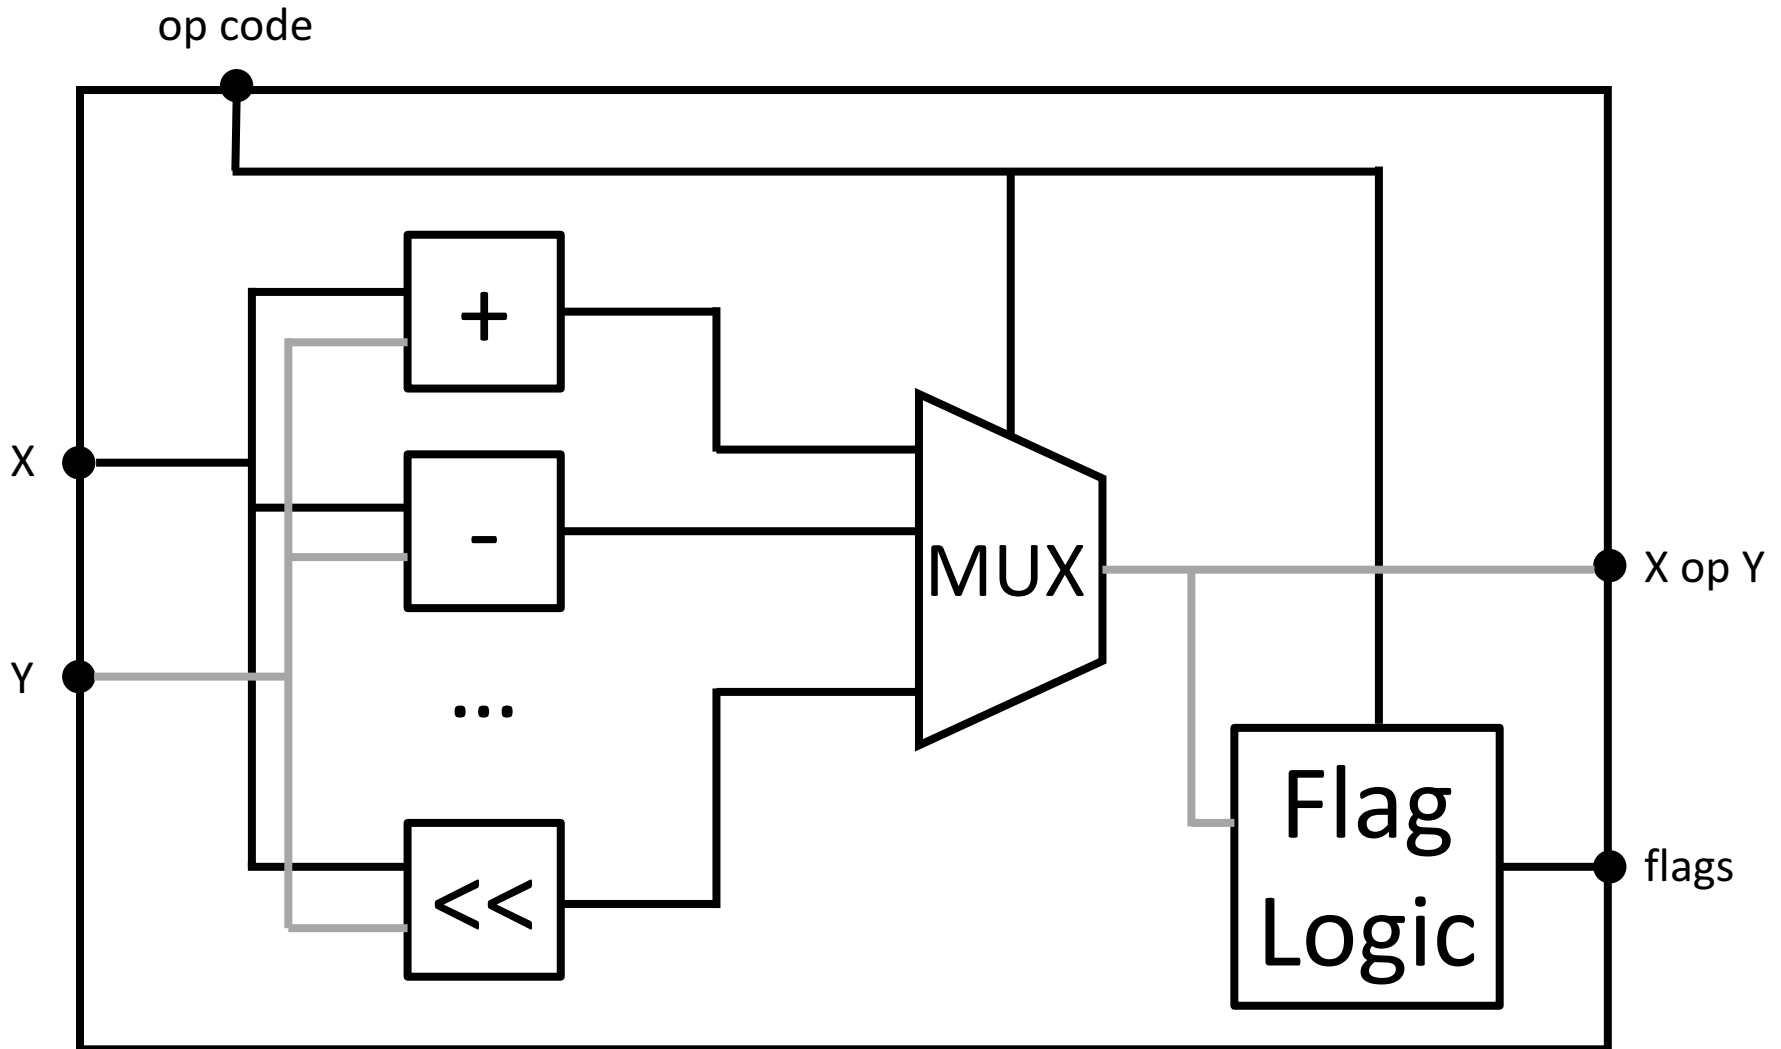 op code
+
X
-
MUX
X op Y
Y
...
Flag
Logic
flags
<<